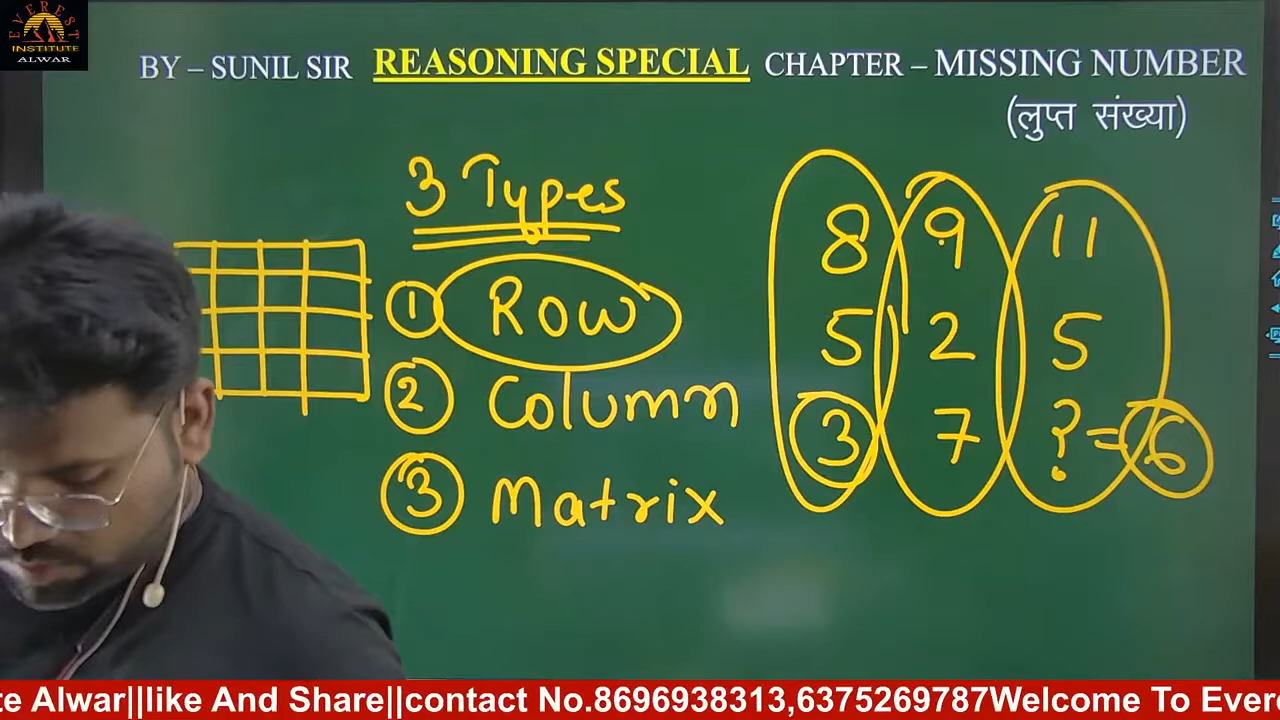 EVEREST
INSTITUTE
ALWAR
BY – SUNIL SIR REASONING SPECIAL CHAPTER – MISSING NUMBER
(लुप्त संख्या)
3 Types
① Row
② Column
③ Matrix
8 9 11
5 2 5
3 7 ? = 6
te Alwar||like And Share||contact No.8696938313,6375269787Welcome To Ever